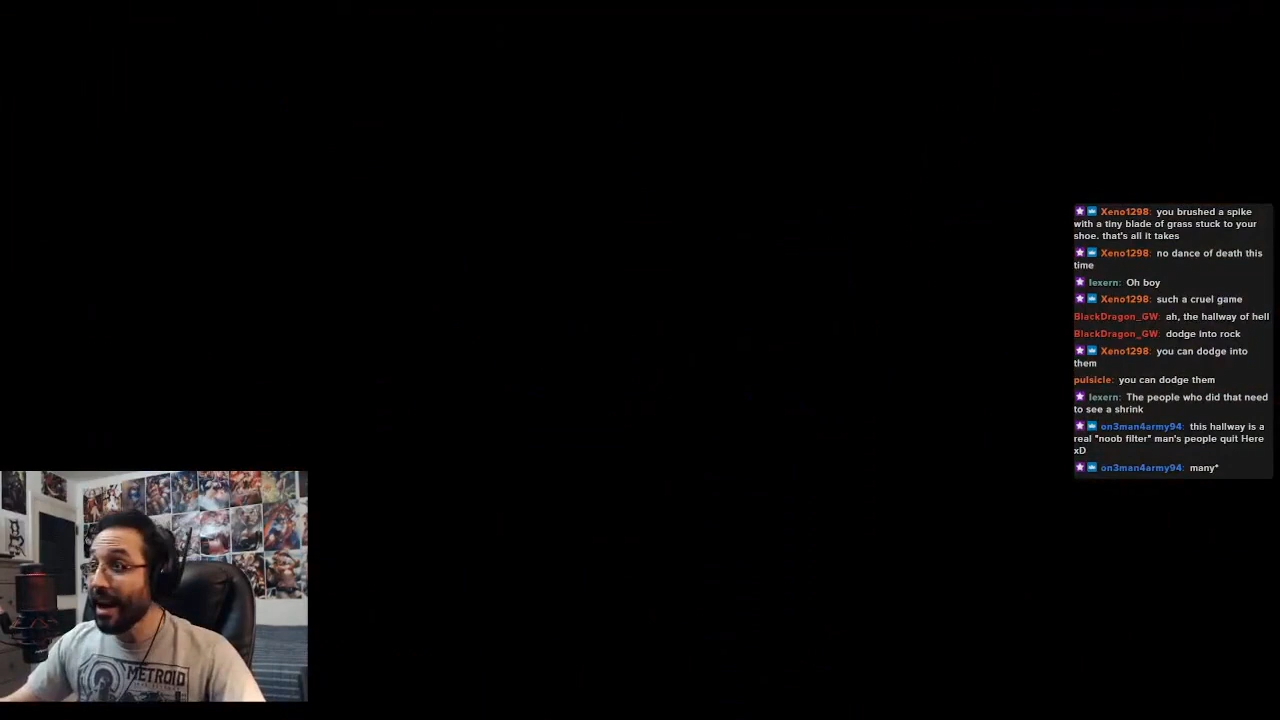 Xeno1298: you brushed a spike
with a tiny blade of grass stuck to your
shoe. that's all it takes
Xeno1298: no dance of death this
time
lexern: Oh boy
Xeno1298: such a cruel game
BlackDragon_GW: ah, the hallway of hell
BlackDragon_GW: dodge into rock
Xeno1298: you can dodge into
them
pulsicle: you can dodge them
lexern: The people who did that need
to see a shrink
on3man4army94: this hallway is a
real "noob filter" man's people quit Here
xD
on3man4army94: many*
METROID